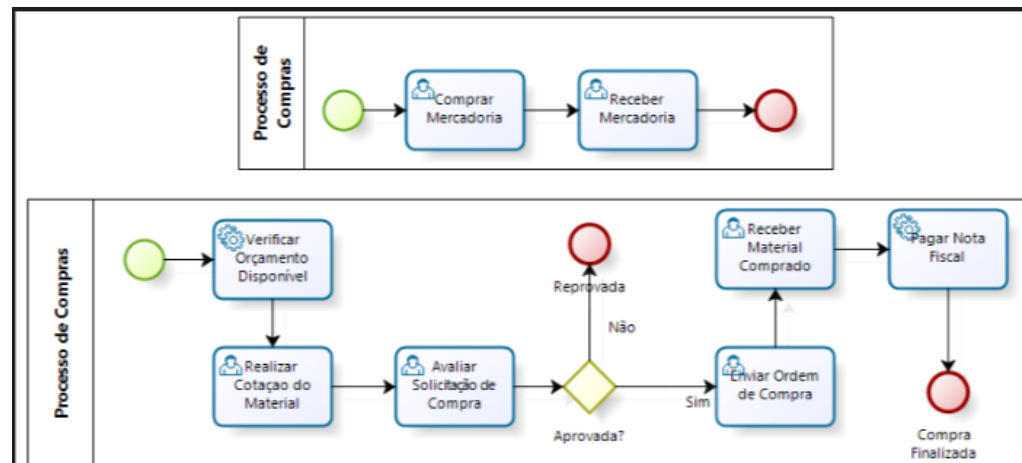 Processo de
Compras
Comprar
Mercadoria
Receber
Mercadoria
Processo de Compras
Verificar
Orçamento
Disponível
Realizar
Cotaçao do
Material
Avaliar
Solicitação de
Compra
Aprovada?
Não
Reprovada
Sim
Enviar Ordem
de Compra
Receber
Material
Comprado
Pagar Nota
Fiscal
Compra
Finalizada